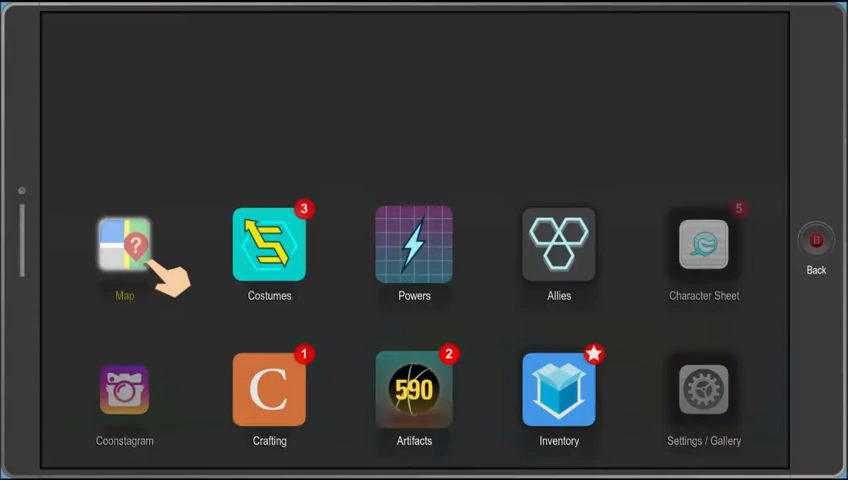 3
5
?
B
Back
Map
Costumes
Powers
Allies
Character Sheet
1
2
C
590
Coonstagram
Crafting
Artifacts
Inventory
Settings / Gallery